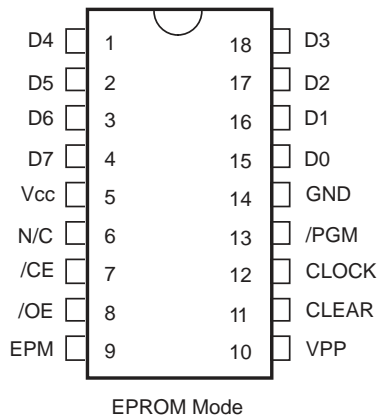 D4 1 18 D3
D5 2 17 D2
D6 3 16 D1
D7 4 15 D0
Vcc 5 14 GND
N/C 6 13 /PGM
/CE 7 12 CLOCK
/OE 8 11 CLEAR
EPM 9 10 VPP
EPROM Mode